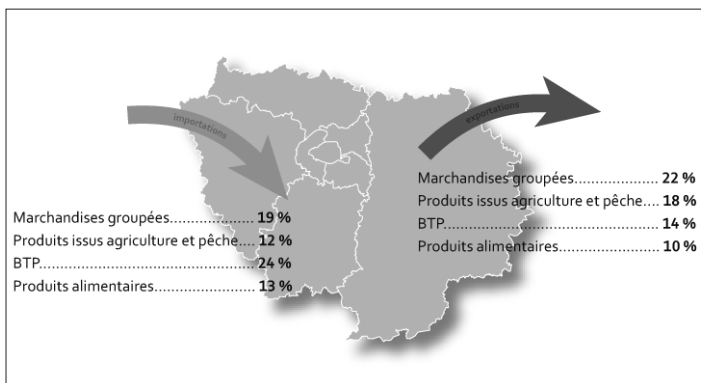 importations
exportations
Marchandises groupées.................... 22 %
Produits issus agriculture et pêche.... 18 %
BTP............................................... 14 %
Produits alimentaires....................... 10 %
Marchandises groupées.................... 19 %
Produits issus agriculture et pêche.... 12 %
BTP............................................... 24 %
Produits alimentaires....................... 13 %